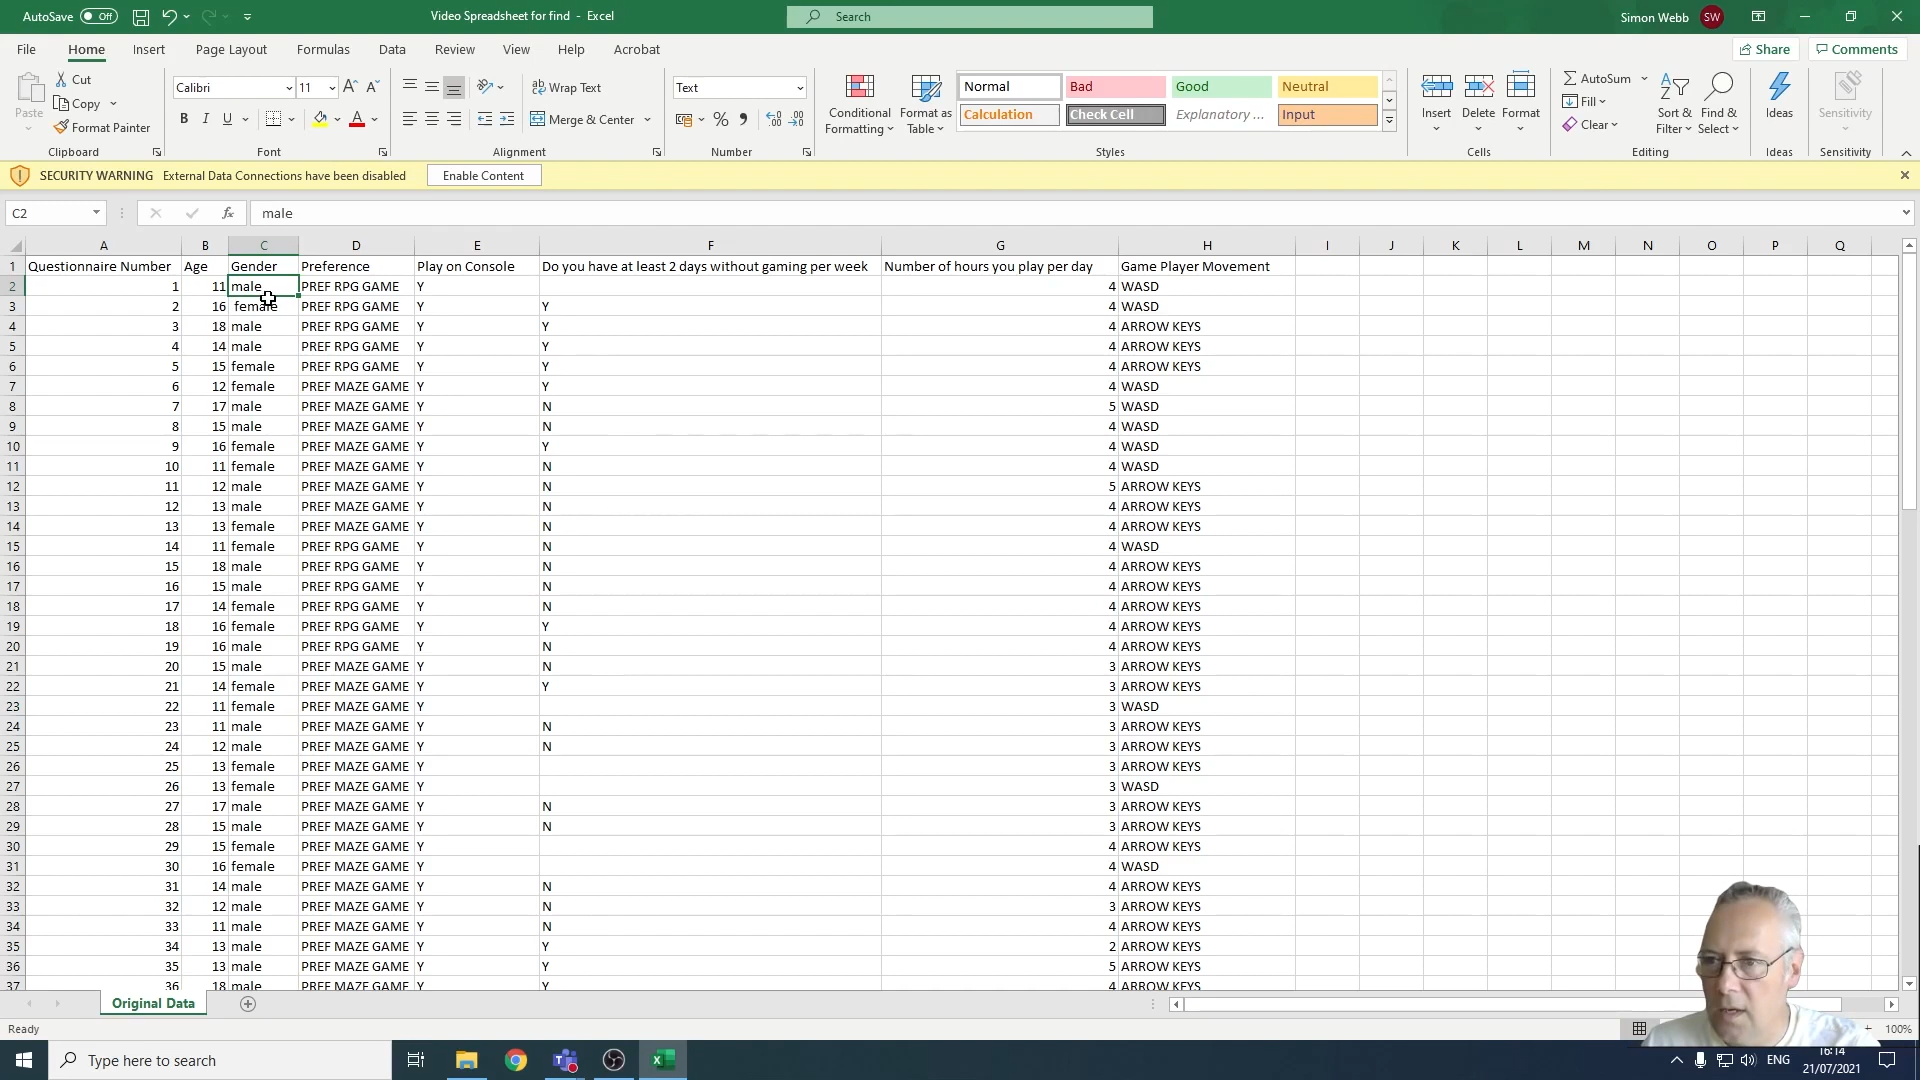 AutoSave Off Video Spreadsheet for find - Excel Search Simon Webb SW
File Home Insert Page Layout Formulas Data Review View Help Acrobat Share Comments
Cut Calibri 11 Wrap Text Text Normal Bad Good Neutral AutoSum
Paste Copy Format Painter Merge & Center Conditional Formatting Format as Table Calculation Check Cell Explanatory ... Input Insert Delete Format Fill Clear Sort & Filter Find & Select Ideas Sensitivity
Clipboard Font Alignment Number Styles Cells Editing Ideas Sensitivity
SECURITY WARNING External Data Connections have been disabled Enable Content
C2 fx male
A B C D E F G H I J K L M N O P Q
1 Questionnaire Number Age Gender Preference Play on Console Do you have at least 2 days without gaming per week Number of hours you play per day Game Player Movement
2 1 11 male PREF RPG GAME Y 4 WASD
3 2 16 female PREF RPG GAME Y Y 4 WASD
4 3 18 male PREF RPG GAME Y Y 4 ARROW KEYS
5 4 14 male PREF RPG GAME Y Y 4 ARROW KEYS
6 5 15 female PREF RPG GAME Y Y 4 ARROW KEYS
7 6 12 female PREF MAZE GAME Y Y 4 WASD
8 7 17 male PREF MAZE GAME Y N 5 WASD
9 8 15 male PREF MAZE GAME Y N 4 WASD
10 9 16 female PREF MAZE GAME Y Y 4 WASD
11 10 11 female PREF MAZE GAME Y N 4 WASD
12 11 12 male PREF MAZE GAME Y N 5 ARROW KEYS
13 12 13 male PREF MAZE GAME Y N 4 ARROW KEYS
14 13 13 female PREF MAZE GAME Y N 4 ARROW KEYS
15 14 11 female PREF RPG GAME Y N 4 WASD
16 15 18 male PREF RPG GAME Y N 4 ARROW KEYS
17 16 15 male PREF RPG GAME Y N 4 ARROW KEYS
18 17 14 female PREF RPG GAME Y N 4 ARROW KEYS
19 18 16 female PREF RPG GAME Y Y 4 ARROW KEYS
20 19 16 male PREF RPG GAME Y N 4 ARROW KEYS
21 20 15 male PREF MAZE GAME Y N 3 ARROW KEYS
22 21 14 female PREF MAZE GAME Y Y 3 ARROW KEYS
23 22 11 female PREF MAZE GAME Y 3 WASD
24 23 11 male PREF MAZE GAME Y N 3 ARROW KEYS
25 24 12 male PREF MAZE GAME Y N 3 ARROW KEYS
26 25 13 female PREF MAZE GAME Y 3 ARROW KEYS
27 26 13 female PREF MAZE GAME Y 3 WASD
28 27 17 male PREF MAZE GAME Y N 3 ARROW KEYS
29 28 15 male PREF MAZE GAME Y N 3 ARROW KEYS
30 29 15 female PREF MAZE GAME Y 4 ARROW KEYS
31 30 16 female PREF MAZE GAME Y 4 WASD
32 31 14 male PREF MAZE GAME Y N 4 ARROW KEYS
33 32 12 male PREF MAZE GAME Y N 3 ARROW KEYS
34 33 11 male PREF MAZE GAME Y N 4 ARROW KEYS
35 34 13 male PREF MAZE GAME Y Y 2 ARROW KEYS
36 35 13 male PREF MAZE GAME Y Y 5 ARROW KEYS
37 36 18 male PREF MAZE GAME Y Y 4 ARROW KEYS
Original Data
Ready 100%
Type here to search ENG 16:14
21/07/2021